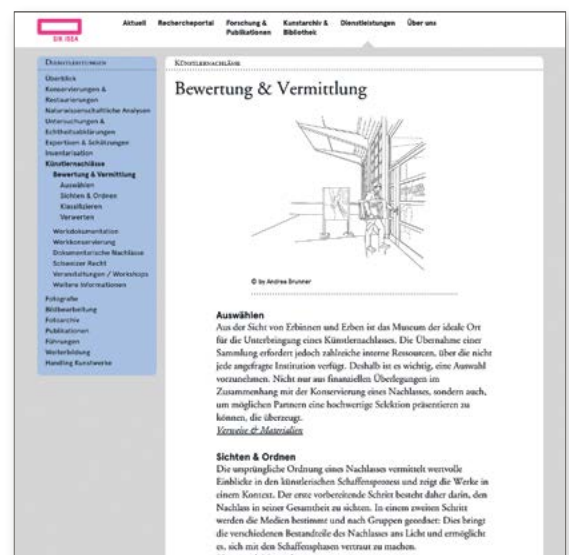 SIK ISEA
Aktuell Rechercheportal Forschung & Publikationen Kunstarchiv & Bibliothek Dienstleistungen Über uns
Dienstleistungen
Überblick
Konservierungen &
Restaurierungen
Naturwissenschaftliche Analysen
Untersuchungen &
Echtheitsabklärungen
Expertisen & Schätzungen
Inventarisation
Künstlernachlässe
Bewertung & Vermittlung
Auswählen
Sichten & Ordnen
Klassifizieren
Verwerten
Werkdokumentation
Werkkonservierung
Dokumentarische Nachlässe
Schweizer Recht
Veranstaltungen / Workshops
Weitere Informationen
Fotografie
Bildbearbeitung
Fotoarchiv
Publikationen
Führungen
Weiterbildung
Handling Kunstwerke
Künstlernachlässe
Bewertung & Vermittlung
© by Andrea Brunner
Auswählen
Aus der Sicht von Erbinnen und Erben ist das Museum der ideale Ort
für die Unterbringung eines Künstlernachlasses. Die Übernahme einer
Sammlung erfordert jedoch zahlreiche interne Ressourcen, über die nicht
jede angefragte Institution verfügt. Deshalb ist es wichtig, eine Auswahl
vorzunehmen. Nicht nur aus finanziellen Überlegungen im
Zusammenhang mit der Konservierung eines Nachlasses, sondern auch,
um möglichen Partnern eine hochwertige Selektion präsentieren zu
können, die überzeugt.
Verweise & Materialien
Sichten & Ordnen
Die ursprüngliche Ordnung eines Nachlasses vermittelt wertvolle
Einblicke in den künstlerischen Schaffensprozess und zeigt die Werke in
einem Kontext. Der erste vorbereitende Schritt besteht daher darin, den
Nachlass in seiner Gesamtheit zu sichten. In einem zweiten Schritt
werden die Medien bestimmt und nach Gruppen geordnet: Dies bringt
die verschiedenen Bestandteile des Nachlasses ans Licht und ermöglicht
es, sich mit den Schaffensphasen vertraut zu machen.